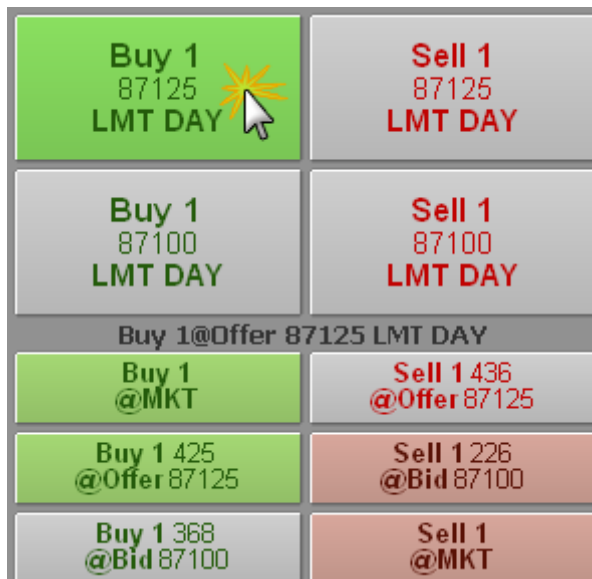 Buy 1
87125
LMT DAY
Sell 1
87125
LMT DAY
Buy 1
87100
LMT DAY
Sell 1
87100
LMT DAY
Buy 1@Offer 87125 LMT DAY
Buy 1
@MKT
Sell 1 436
@Offer 87125
Buy 1 425
@Offer 87125
Sell 1 226
@Bid 87100
Buy 1 368
@Bid 87100
Sell 1
@MKT